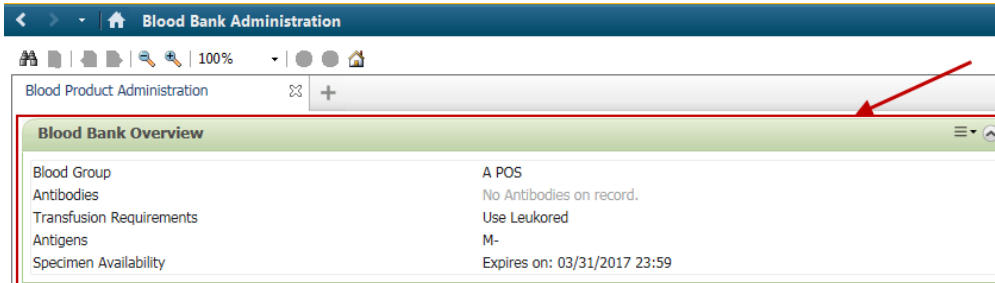 Blood Bank Administration
100%
Blood Product Administration
Blood Bank Overview
Blood Group A POS
Antibodies No Antibodies on record.
Transfusion Requirements Use Leukored
Antigens M-
Specimen Availability Expires on: 03/31/2017 23:59